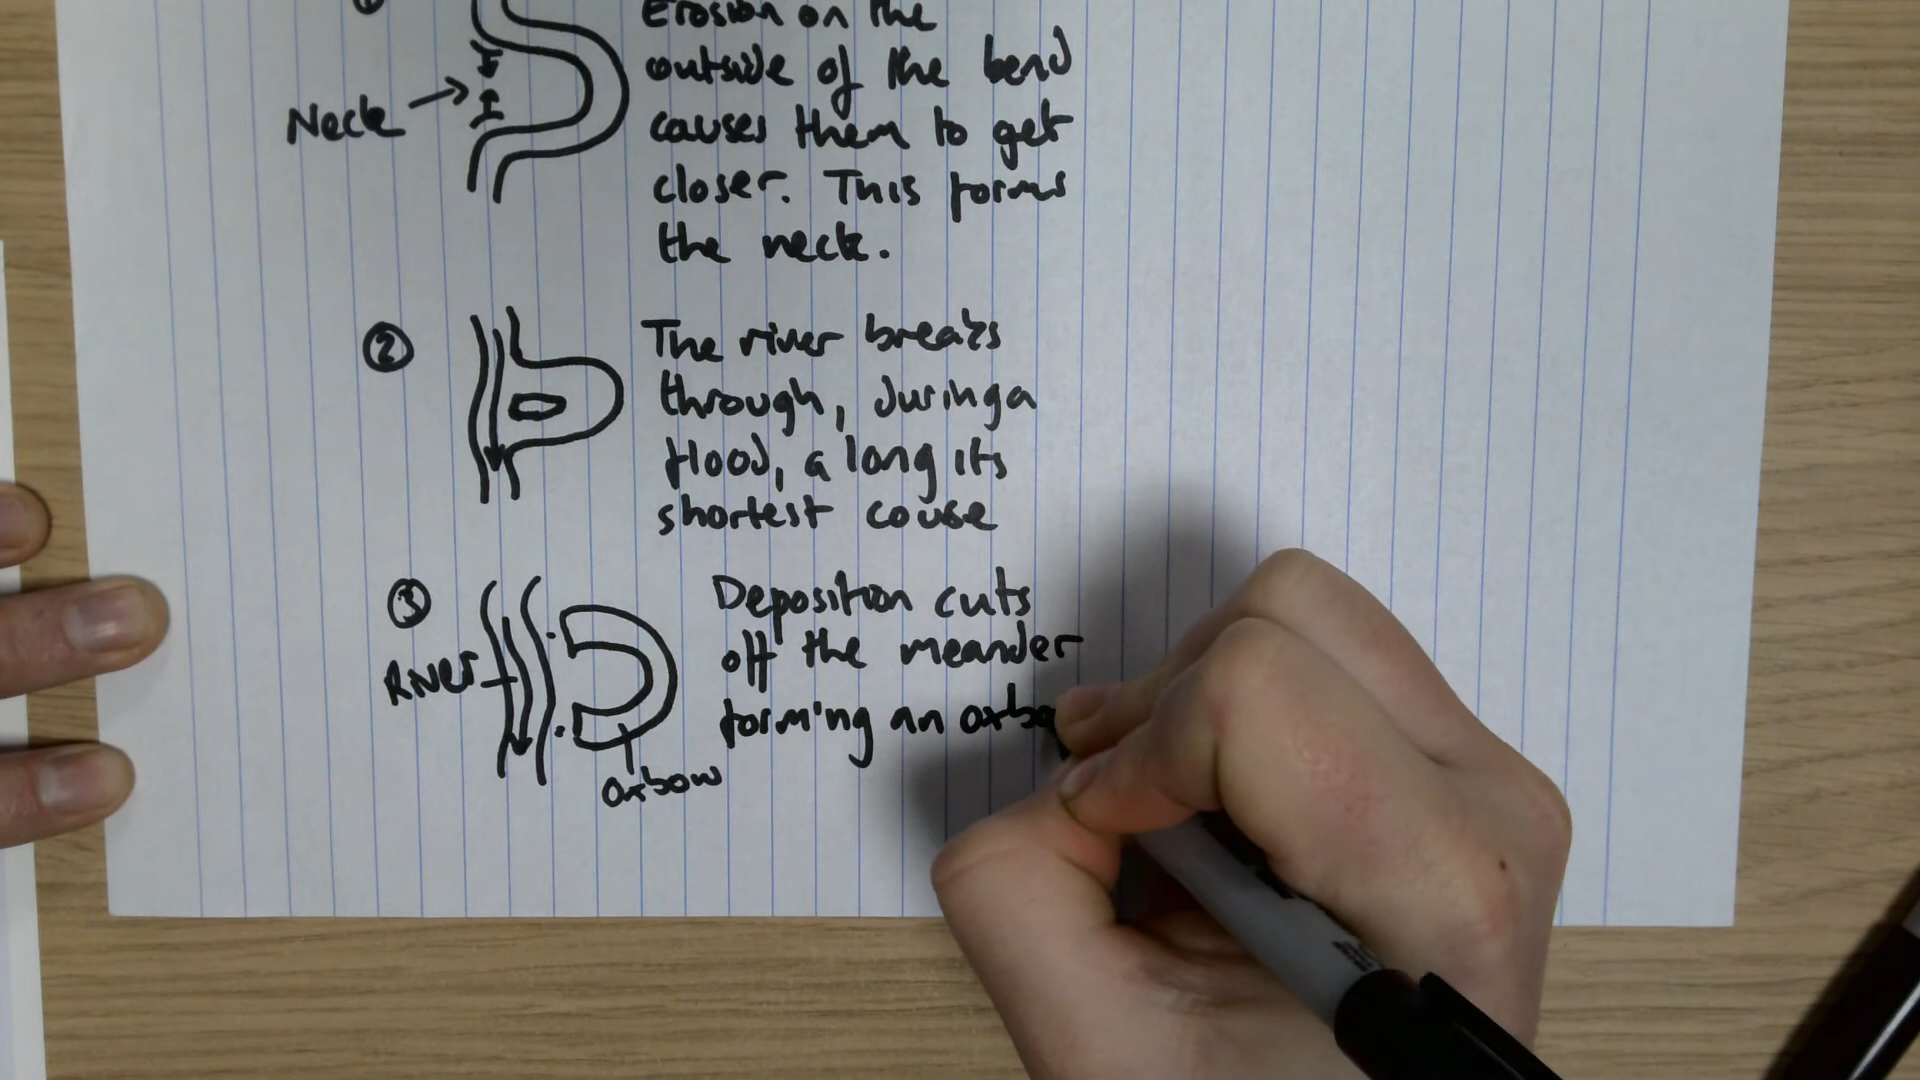 ①
Erosion on the
outside of the bend
Neck
causes them to get
closer. This forms
the neck.
②
The river breaks
through, during a
flood, a long its
shortest couse
③
Deposition cuts
off the meander
River
forming an oxbo
oxbow